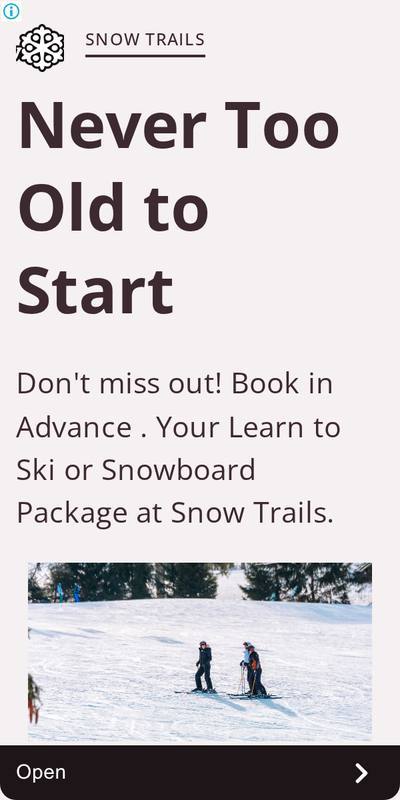 SNOW TRAILS
Never Too
Old to
Start
Don't miss out! Book in
Advance . Your Learn to
Ski or Snowboard
Package at Snow Trails.
Open